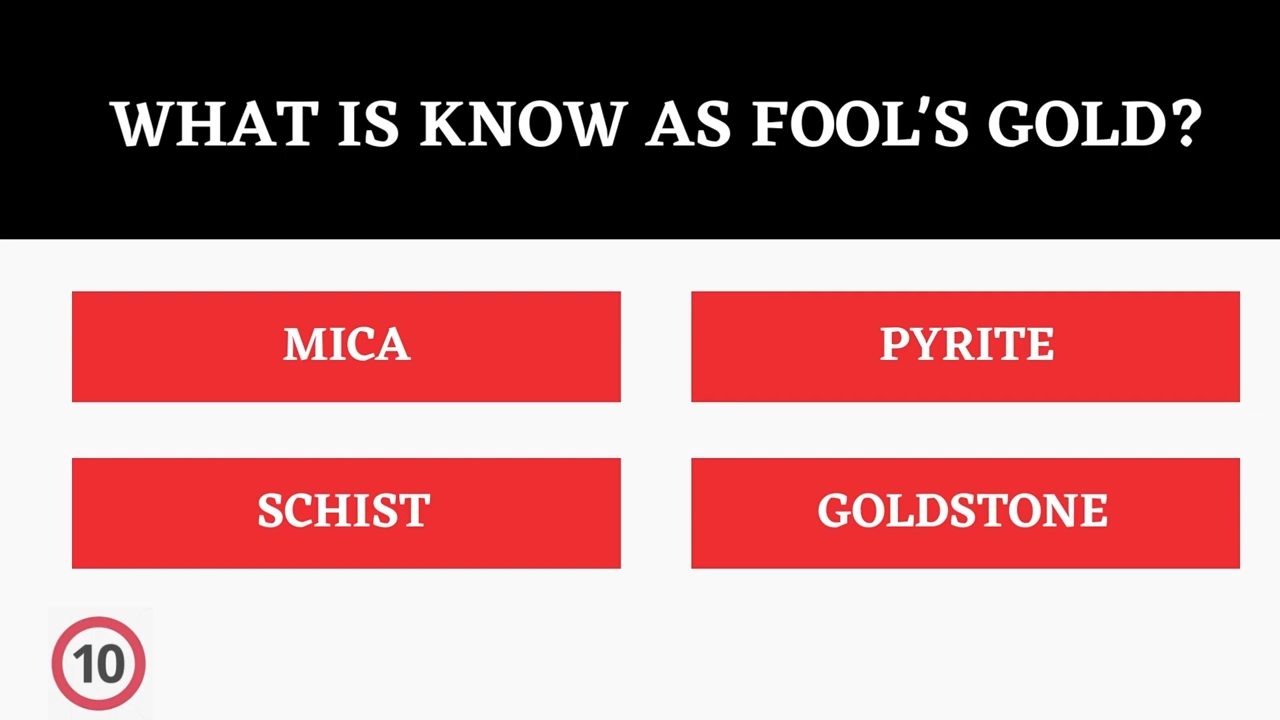 WHAT IS KNOW AS FOOL'S GOLD?
MICA
PYRITE
SCHIST
GOLDSTONE
10